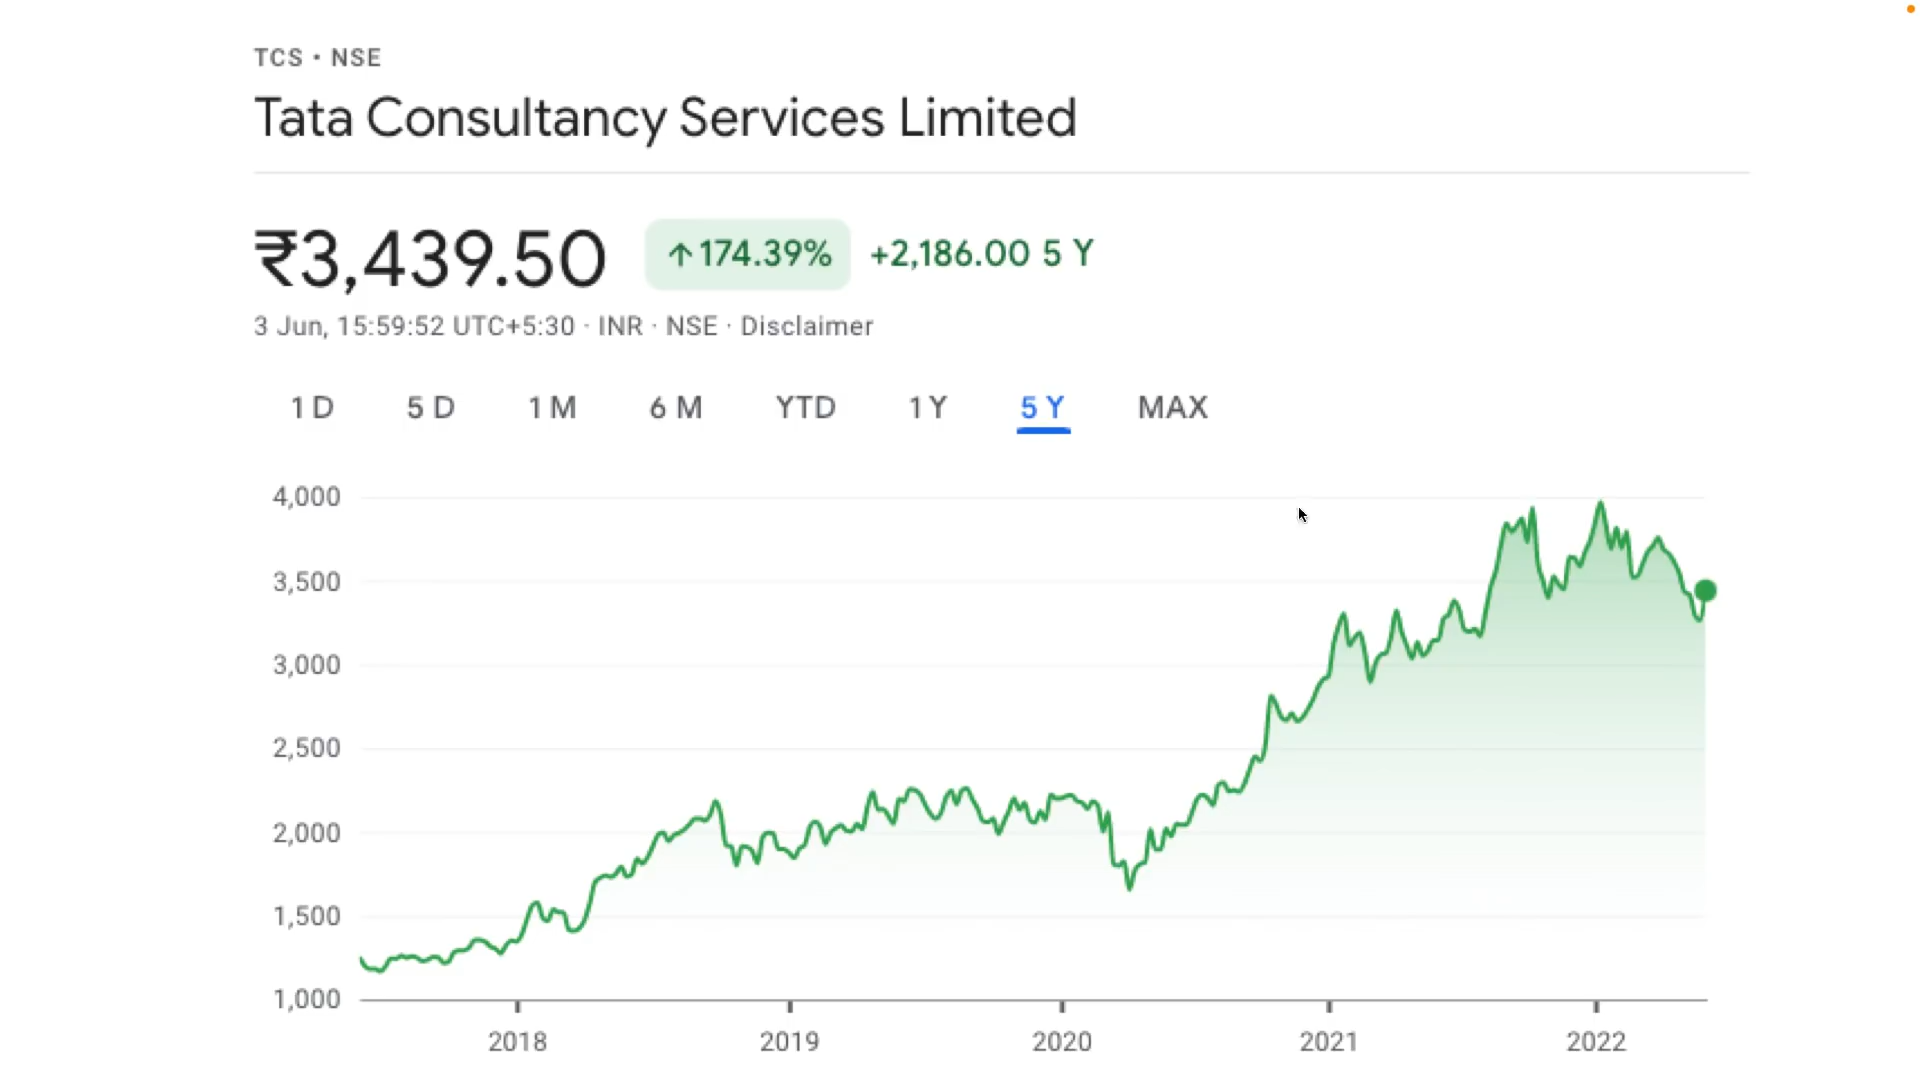 TCS • NSE
Tata Consultancy Services Limited
₹3,439.50 ↑174.39% +2,186.00 5 Y
3 Jun, 15:59:52 UTC+5:30 · INR · NSE · Disclaimer
1 D 5 D 1 M 6 M YTD 1 Y 5 Y MAX
4,000
3,500
3,000
2,500
2,000
1,500
1,000
2018 2019 2020 2021 2022